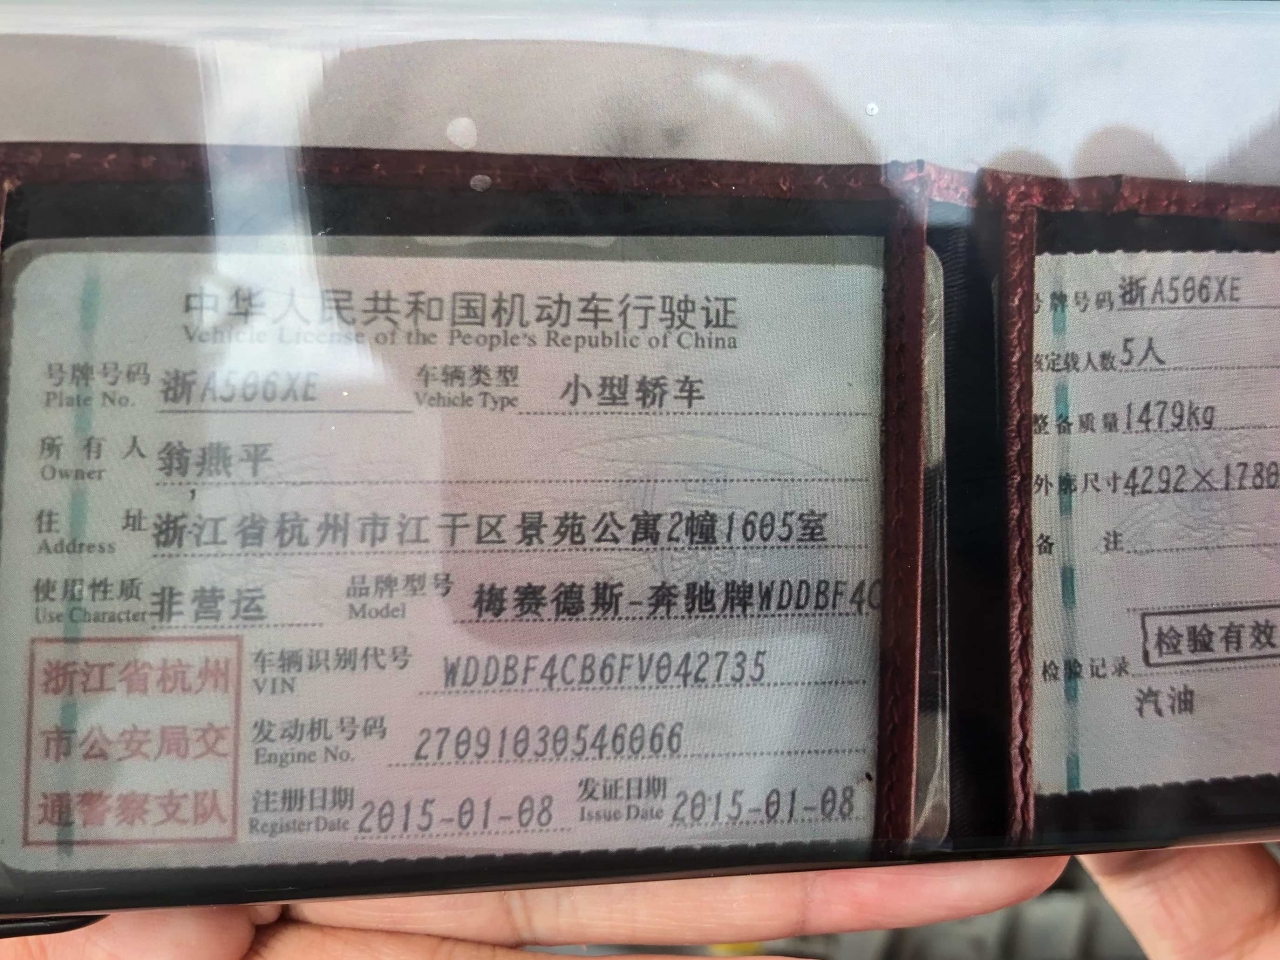 中华人民共和国机动车行驶证
Vehicle License of the People's Republic of China
号牌号码 浙A506XE 车辆类型 小型轿车
Plate No. Vehicle Type
所有人 翁燕平
Owner
住址 浙江省杭州市江干区景苑公寓2幢1605室
Address
使用性质 非营运 品牌型号 梅赛德斯-奔驰牌WDDBF4C
Use Character Model
浙江省杭州
市公安局交
通警察支队
车辆识别代号 WDDBF4CB6FV042735
VIN
发动机号码 27091030546066
Engine No.
注册日期 2015-01-08 发证日期 2015-01-08
Register Date Issue Date
号牌号码 浙A506XE
核定载人数 5人
整备质量 1479kg
外廓尺寸 4292×1780
备注
检验有效
检验记录
汽油